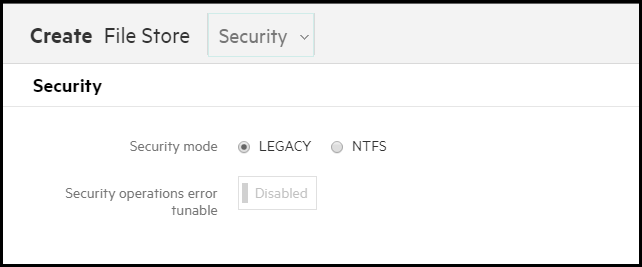 Create File Store Security
Security
Security mode LEGACY NTFS
Security operations error
tunable
Disabled